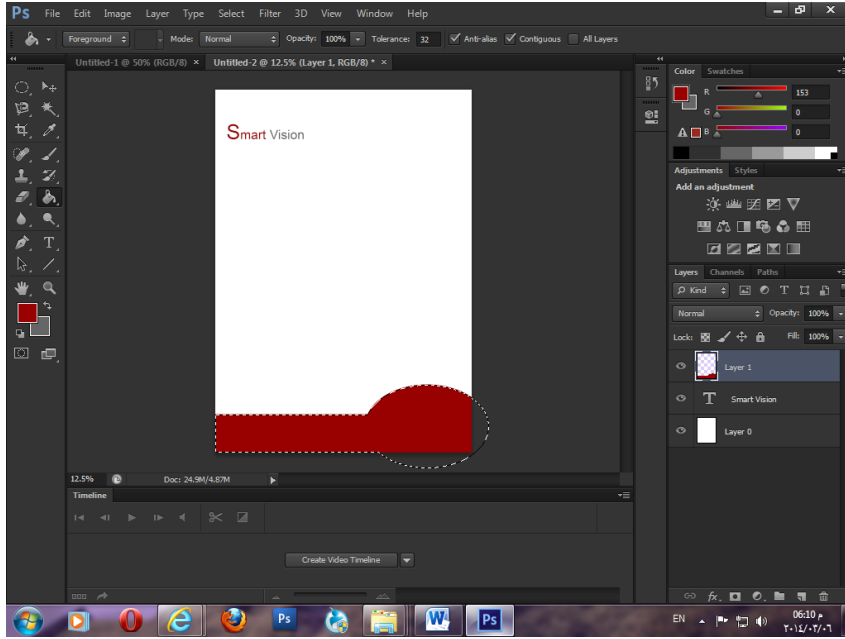 Ps File Edit Image Layer Type Select Filter 3D View Window Help
Foreground Mode: Normal Opacity: 100% Tolerance: 32 Anti-alias Contiguous All Layers
Untitled-1 @ 50% (RGB/8) × Untitled-2 @ 12.5% (Layer 1, RGB/8) * ×
Color Swatches
R 153
G 0
B 0
Smart Vision
Adjustments Styles
Add an adjustment
Layers Channels Paths
Kind T
Normal Opacity: 100%
Lock: Fill: 100%
Layer 1
T Smart Vision
Layer 0
12.5% Doc: 24.9M/4.87M
Timeline
Create Video Timeline
fx.
Ps W Ps EN 06:10 م
٢٠١٤/٠٣/٠٦